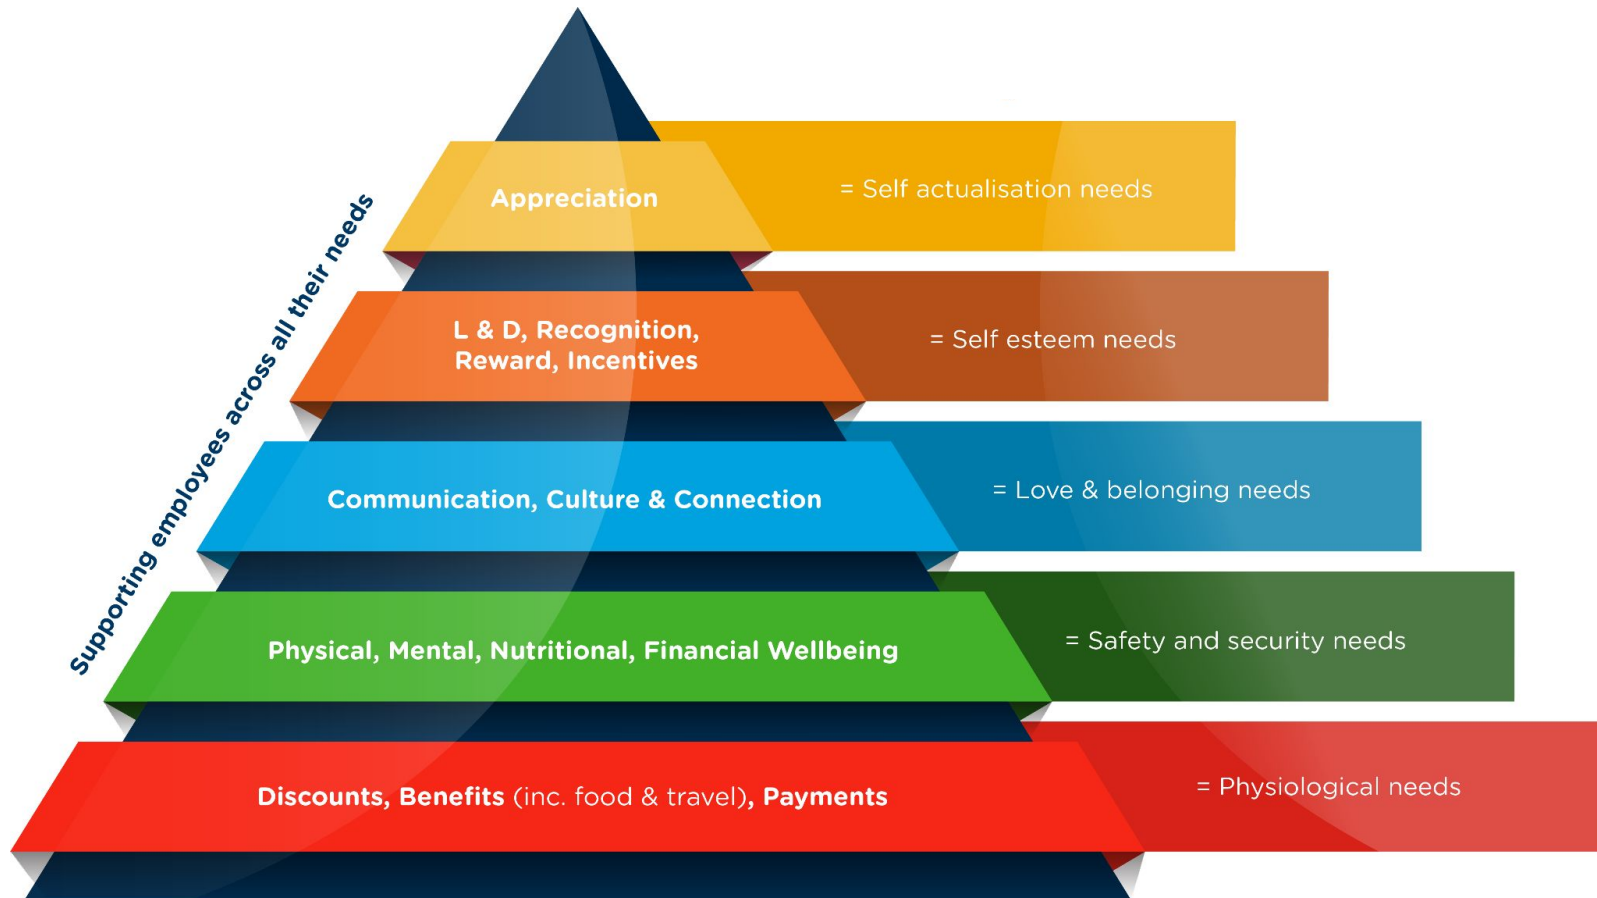 Supporting employees across all their needs
Appreciation
= Self actualisation needs
L & D, Recognition,
Reward, Incentives
= Self esteem needs
Communication, Culture & Connection
= Love & belonging needs
Physical, Mental, Nutritional, Financial Wellbeing
= Safety and security needs
Discounts, Benefits (inc. food & travel), Payments
= Physiological needs